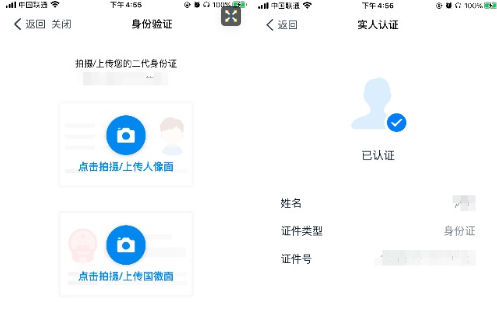 中国联通 下午 4:55 100%
返回 关闭 身份验证
拍摄/上传您的二代身份证
点击拍摄/上传人像面
点击拍摄/上传国徽面
中国联通 下午 4:56 100%
返回 实人认证
已认证
姓名
证件类型 身份证
证件号